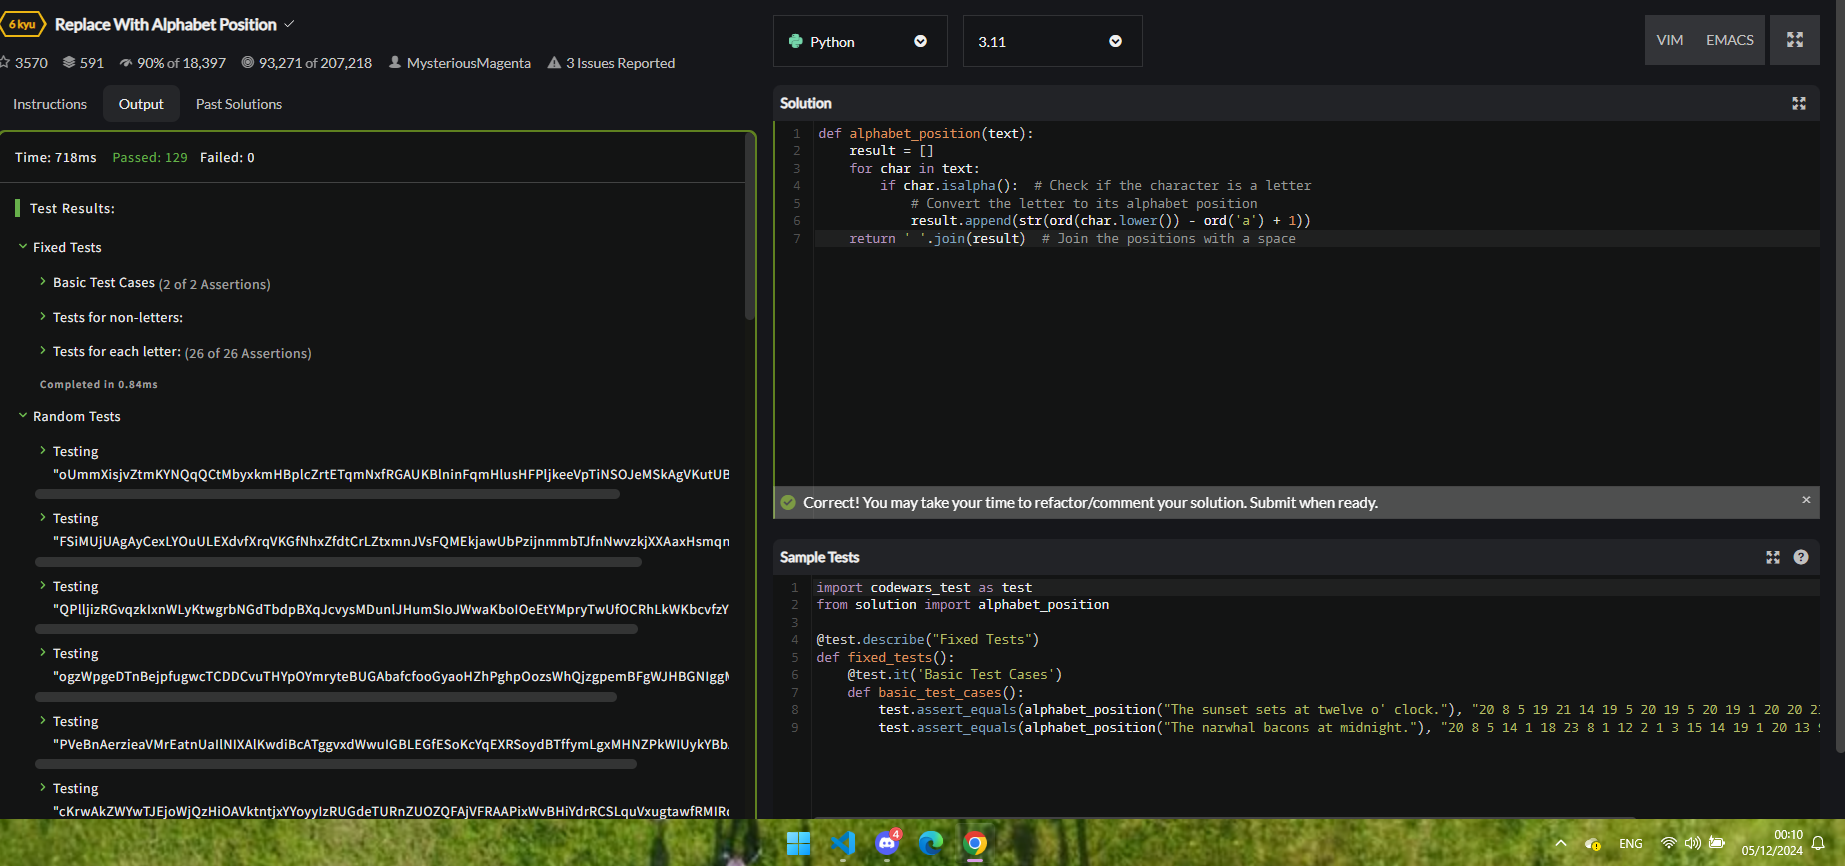 6 kyu Replace With Alphabet Position
3570 591 90% of 18,397 93,271 of 207,218 MysteriousMagenta 3 Issues Reported
Instructions Output Past Solutions
Time: 718ms Passed: 129 Failed: 0
Test Results:
Fixed Tests
Basic Test Cases (2 of 2 Assertions)
Tests for non-letters:
Tests for each letter: (26 of 26 Assertions)
Completed in 0.84ms
Random Tests
Testing
"oUmmXisjvZtmKYNQqQCtMbyxkmHBplcZrtETqmNxfRGAUKBlninFqmHlusHFPljkeeVpTiNSOJeMSkAgVKutUB
Testing
"FSiMUjUAgAyCexLYOuULEXdvfXrqVKGfNhxZfdtCrLZtxmnJVsFQMEkjawUbPzijnmmbTJfnNwvzkjXXAaxHsmqn
Testing
"QPlljizRGvqzkIxnWLyKtwgrbNGdTbdpBXqJcvysMDunlJHumSIoJWwaKboIOeEtYMpryTwUfOCRhLkWKbcvfzY
Testing
"ogzWpgeDTnBejpfugwcTCDDCvuTHYpOYmryteBUGAbafcfooGyaoHZhPghpOozsWhQjzgpemBFgWJHBGNIggM
Testing
"PVeBnAerzieaVMrEatnUaIlNIXAlKwdiBcATggvxdWwuIGBLEGfESoKcYqEXRSoydBTffymLgxMHNZPkWIUykYBb
Testing
"cKrwAkZWYwTJEjoWjQzHiOAVktntjxYYoyyIzRUGdeTURnZUOZQFAjVFRAAPixWvBHiYdrRCSLquVxugtawfRMIR
Python 3.11 VIM EMACS
Solution
1 def alphabet_position(text):
2 result = []
3 for char in text:
4 if char.isalpha(): # Check if the character is a letter
5 # Convert the letter to its alphabet position
6 result.append(str(ord(char.lower()) - ord('a') + 1))
7 return ' '.join(result) # Join the positions with a space
Correct! You may take your time to refactor/comment your solution. Submit when ready. ×
Sample Tests ?
1 import codewars_test as test
2 from solution import alphabet_position
3
4 @test.describe("Fixed Tests")
5 def fixed_tests():
6 @test.it('Basic Test Cases')
7 def basic_test_cases():
8 test.assert_equals(alphabet_position("The sunset sets at twelve o' clock."), "20 8 5 19 21 14 19 5 20 19 5 20 19 1 20 20 2
9 test.assert_equals(alphabet_position("The narwhal bacons at midnight."), "20 8 5 14 1 18 23 8 1 12 2 1 3 15 14 19 1 20 13 9
4
ENG
00:10
05/12/2024